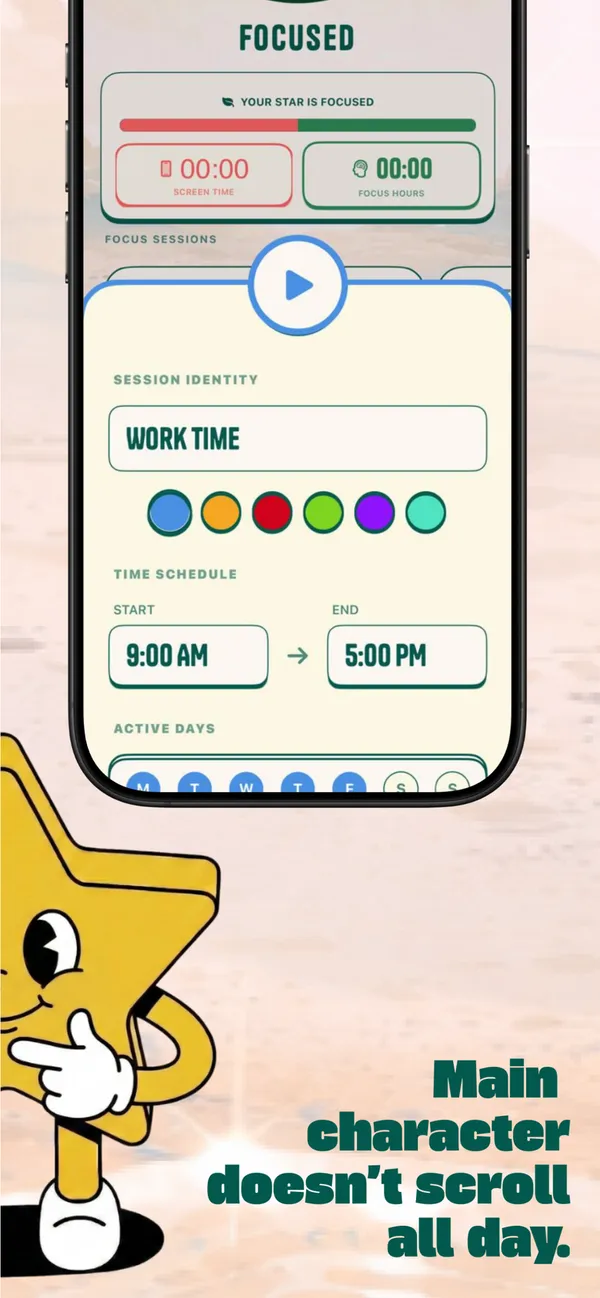 FOCUSED
YOUR STAR IS FOCUSED
00:00
SCREEN TIME
00:00
FOCUS HOURS
FOCUS SESSIONS
SESSION IDENTITY
WORK TIME
TIME SCHEDULE
START
END
9:00 AM
→
5:00 PM
ACTIVE DAYS
M T W T F S S
Main
character
doesn't scroll
all day.